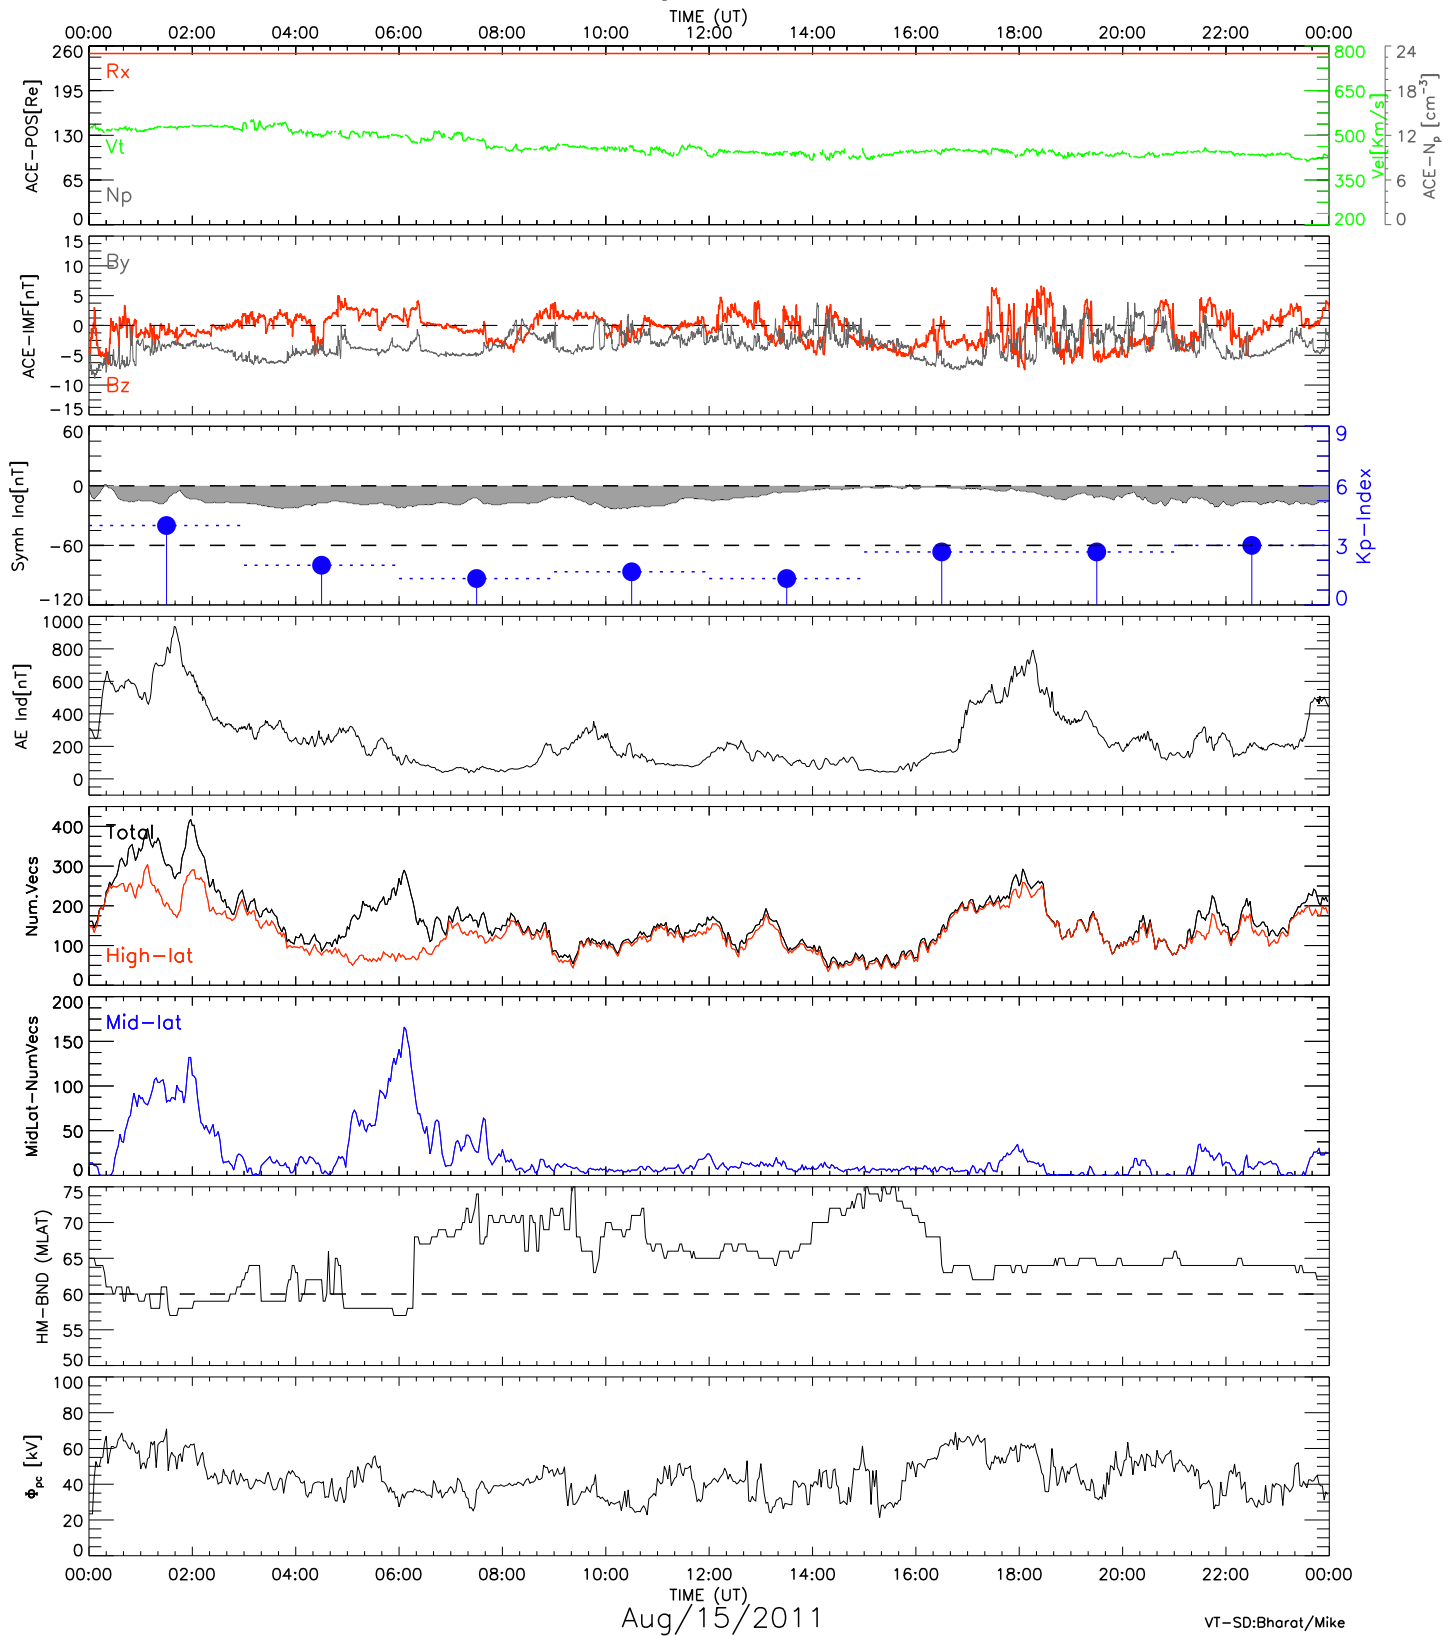 TIME (UT)
00:00 02:00 04:00 06:00 08:00 10:00 12:00 14:00 16:00 18:00 20:00 22:00 00:00
ACE-POS[Re]
260
195
130
65
0
Rx
Vt
Np
800
650
500
350
200
Vel[Km/s]
24
18
12
6
0
ACE-Np [cm-3]
ACE-IMF[nT]
15
10
5
0
-5
-10
-15
By
Bz
Symh Ind[nT]
60
0
-60
-120
9
6
3
0
Kp-Index
AE Ind[nT]
1000
800
600
400
200
0
Num.Vecs
400
300
200
100
0
Total
High-lat
MidLat-NumVecs
200
150
100
50
0
Mid-lat
HM-BND (MLAT)
75
70
65
60
55
50
Φpc [kV]
100
80
60
40
20
0
00:00 02:00 04:00 06:00 08:00 10:00 12:00 14:00 16:00 18:00 20:00 22:00 00:00
TIME (UT)
Aug/15/2011
VT-SD:Bharat/Mike